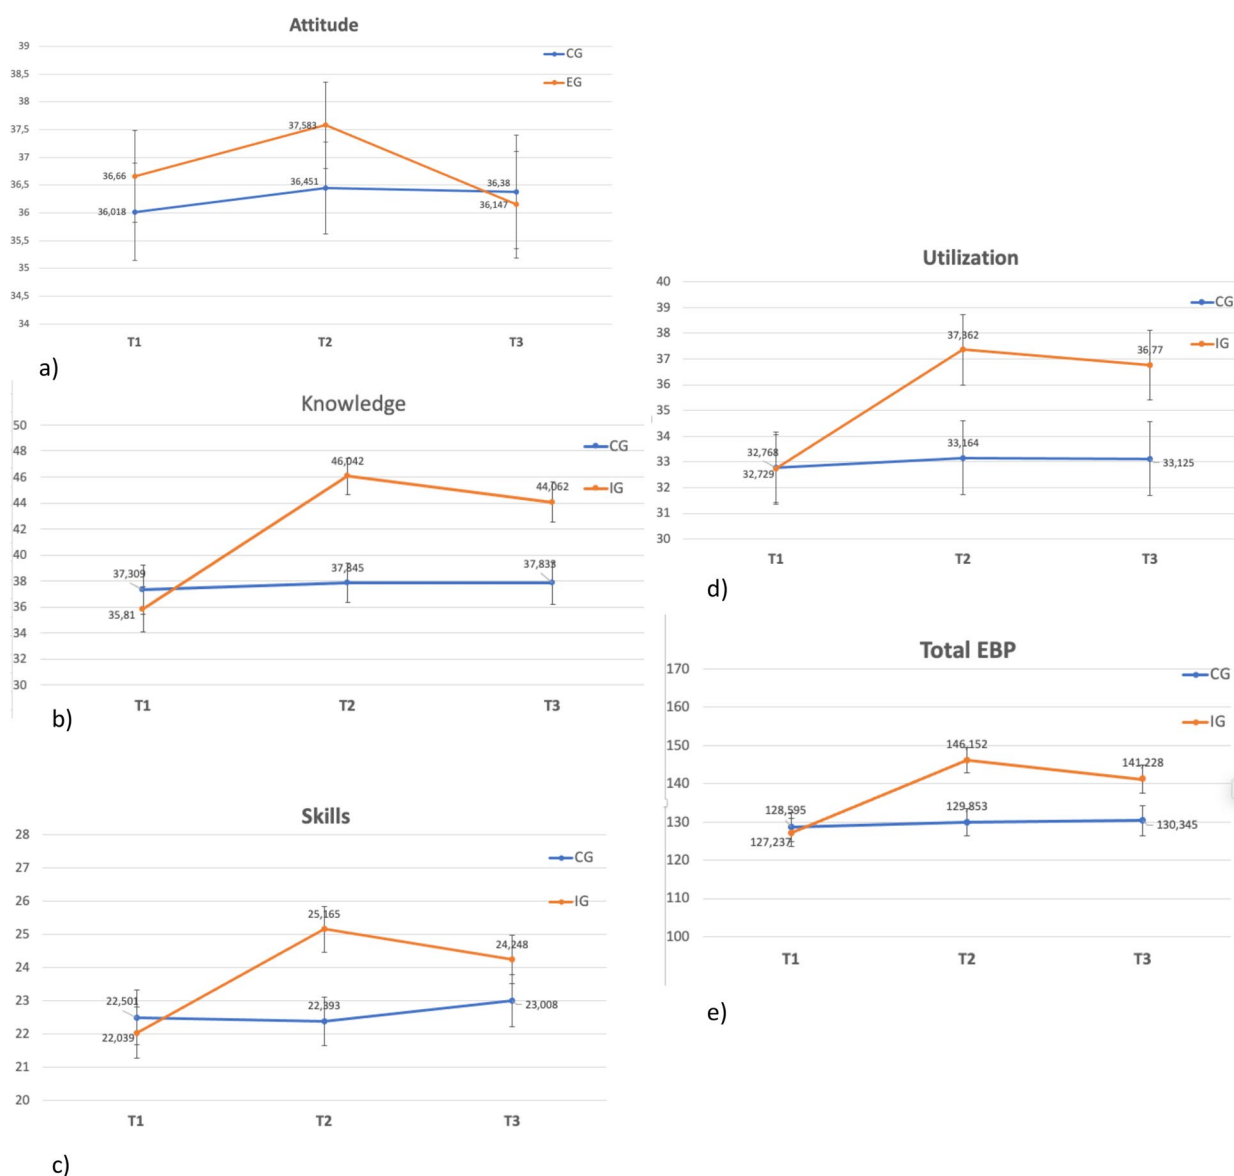 Attitude
39
CG
38,5
EG
38
37,5
37,583
37
36,66
36,5
36,451
36,38
36
36,018
36,147
35,5
35
34,5
34
T1
T2
T3
a)
Knowledge
50
CG
48
46,042
IG
46
44,062
44
42
40
37,309
37,845
37,833
38
36
35,81
34
32
30
T1
T2
T3
b)
Skills
28
CG
27
26
IG
25,165
25
24,248
24
23
22,501
22,393
23,008
22
22,039
21
20
T1
T2
T3
c)
Utilization
40
CG
39
38
37,362
IG
37
36,77
36
35
34
32,768
33,164
33,125
33
32,729
32
31
30
T1
T2
T3
d)
Total EBP
170
CG
160
IG
150
146,152
141,228
140
128,595
129,853
130
130,345
127,237
120
110
100
T1
T2
T3
e)